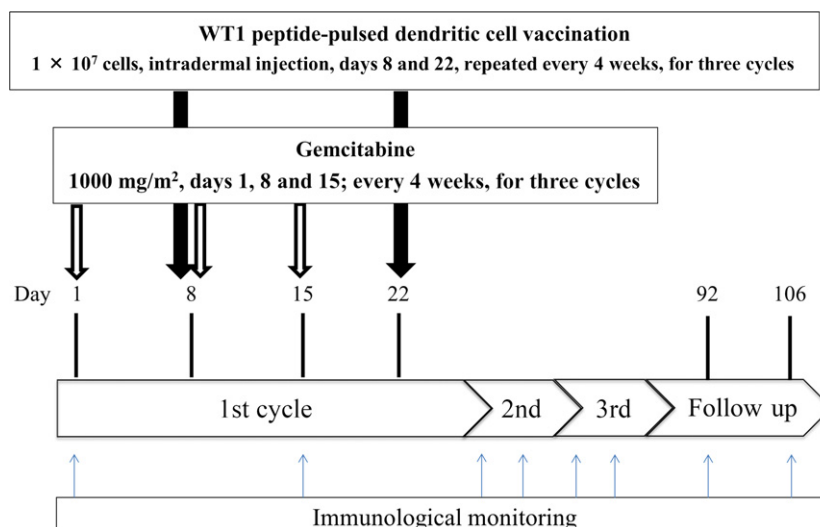 WT1 peptide-pulsed dendritic cell vaccination
1 × 10⁷ cells, intradermal injection, days 8 and 22, repeated every 4 weeks, for three cycles
Gemcitabine
1000 mg/m², days 1, 8 and 15; every 4 weeks, for three cycles
Day 1 8 15 22 92 106
1st cycle 2nd 3rd Follow up
Immunological monitoring